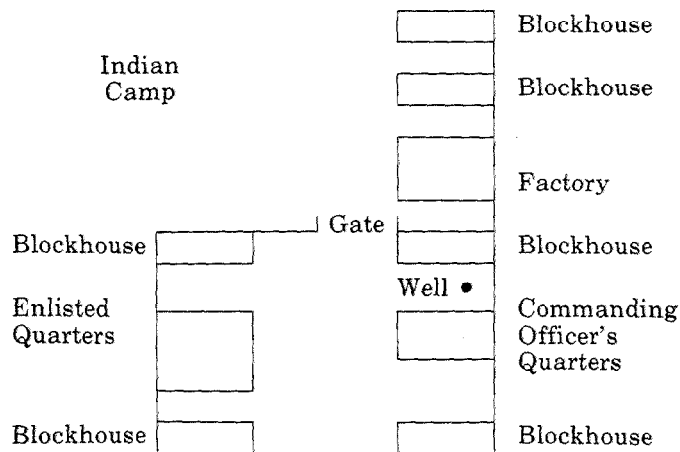 Blockhouse
Indian
Camp
Blockhouse
Factory
Gate
Blockhouse
Blockhouse
Well
Enlisted
Quarters
Commanding
Officer's
Quarters
Blockhouse
Blockhouse